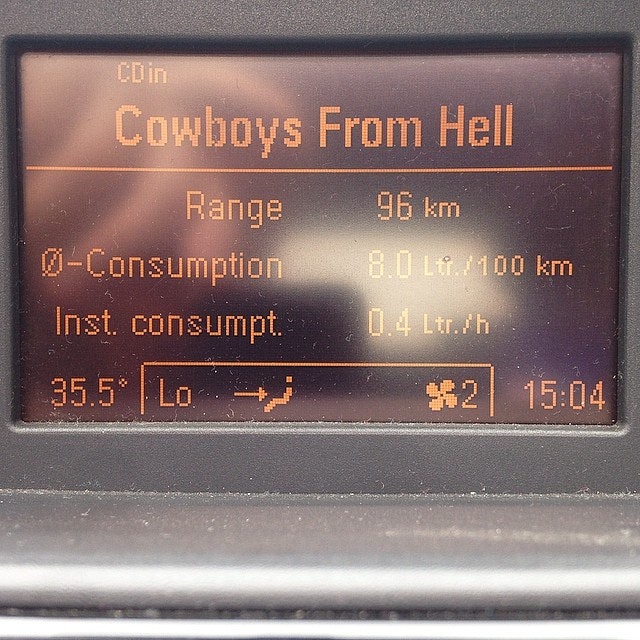 CDin
Cowboys From Hell
Range 96 km
Ø-Consumption 8.0 Ltr./100 km
Inst. consumpt. 0.4 Ltr./h
35.5° Lo 2 15:04